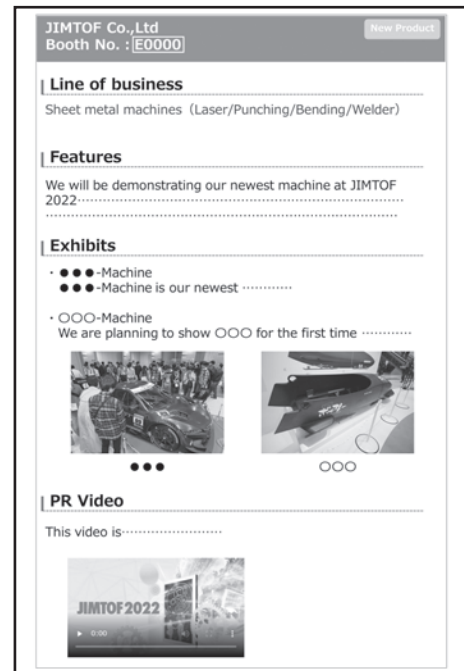 JIMTOF Co.,Ltd
New Product
Booth No. : E0000
Line of business
Sheet metal machines（Laser/Punching/Bending/Welder）
Features
We will be demonstrating our newest machine at JIMTOF
2022⋯⋯⋯⋯⋯⋯⋯⋯⋯⋯⋯⋯⋯⋯⋯⋯⋯⋯⋯⋯
⋯⋯⋯⋯⋯⋯⋯⋯⋯⋯⋯⋯⋯⋯⋯⋯⋯⋯⋯⋯⋯
Exhibits
・●●●-Machine
●●●-Machine is our newest ⋯⋯⋯⋯
・○○○-Machine
We are planning to show ○○○ for the first time ⋯⋯⋯⋯
●●●
○○○
PR Video
This video is⋯⋯⋯⋯⋯⋯⋯⋯
JIMTOF2022
0:00